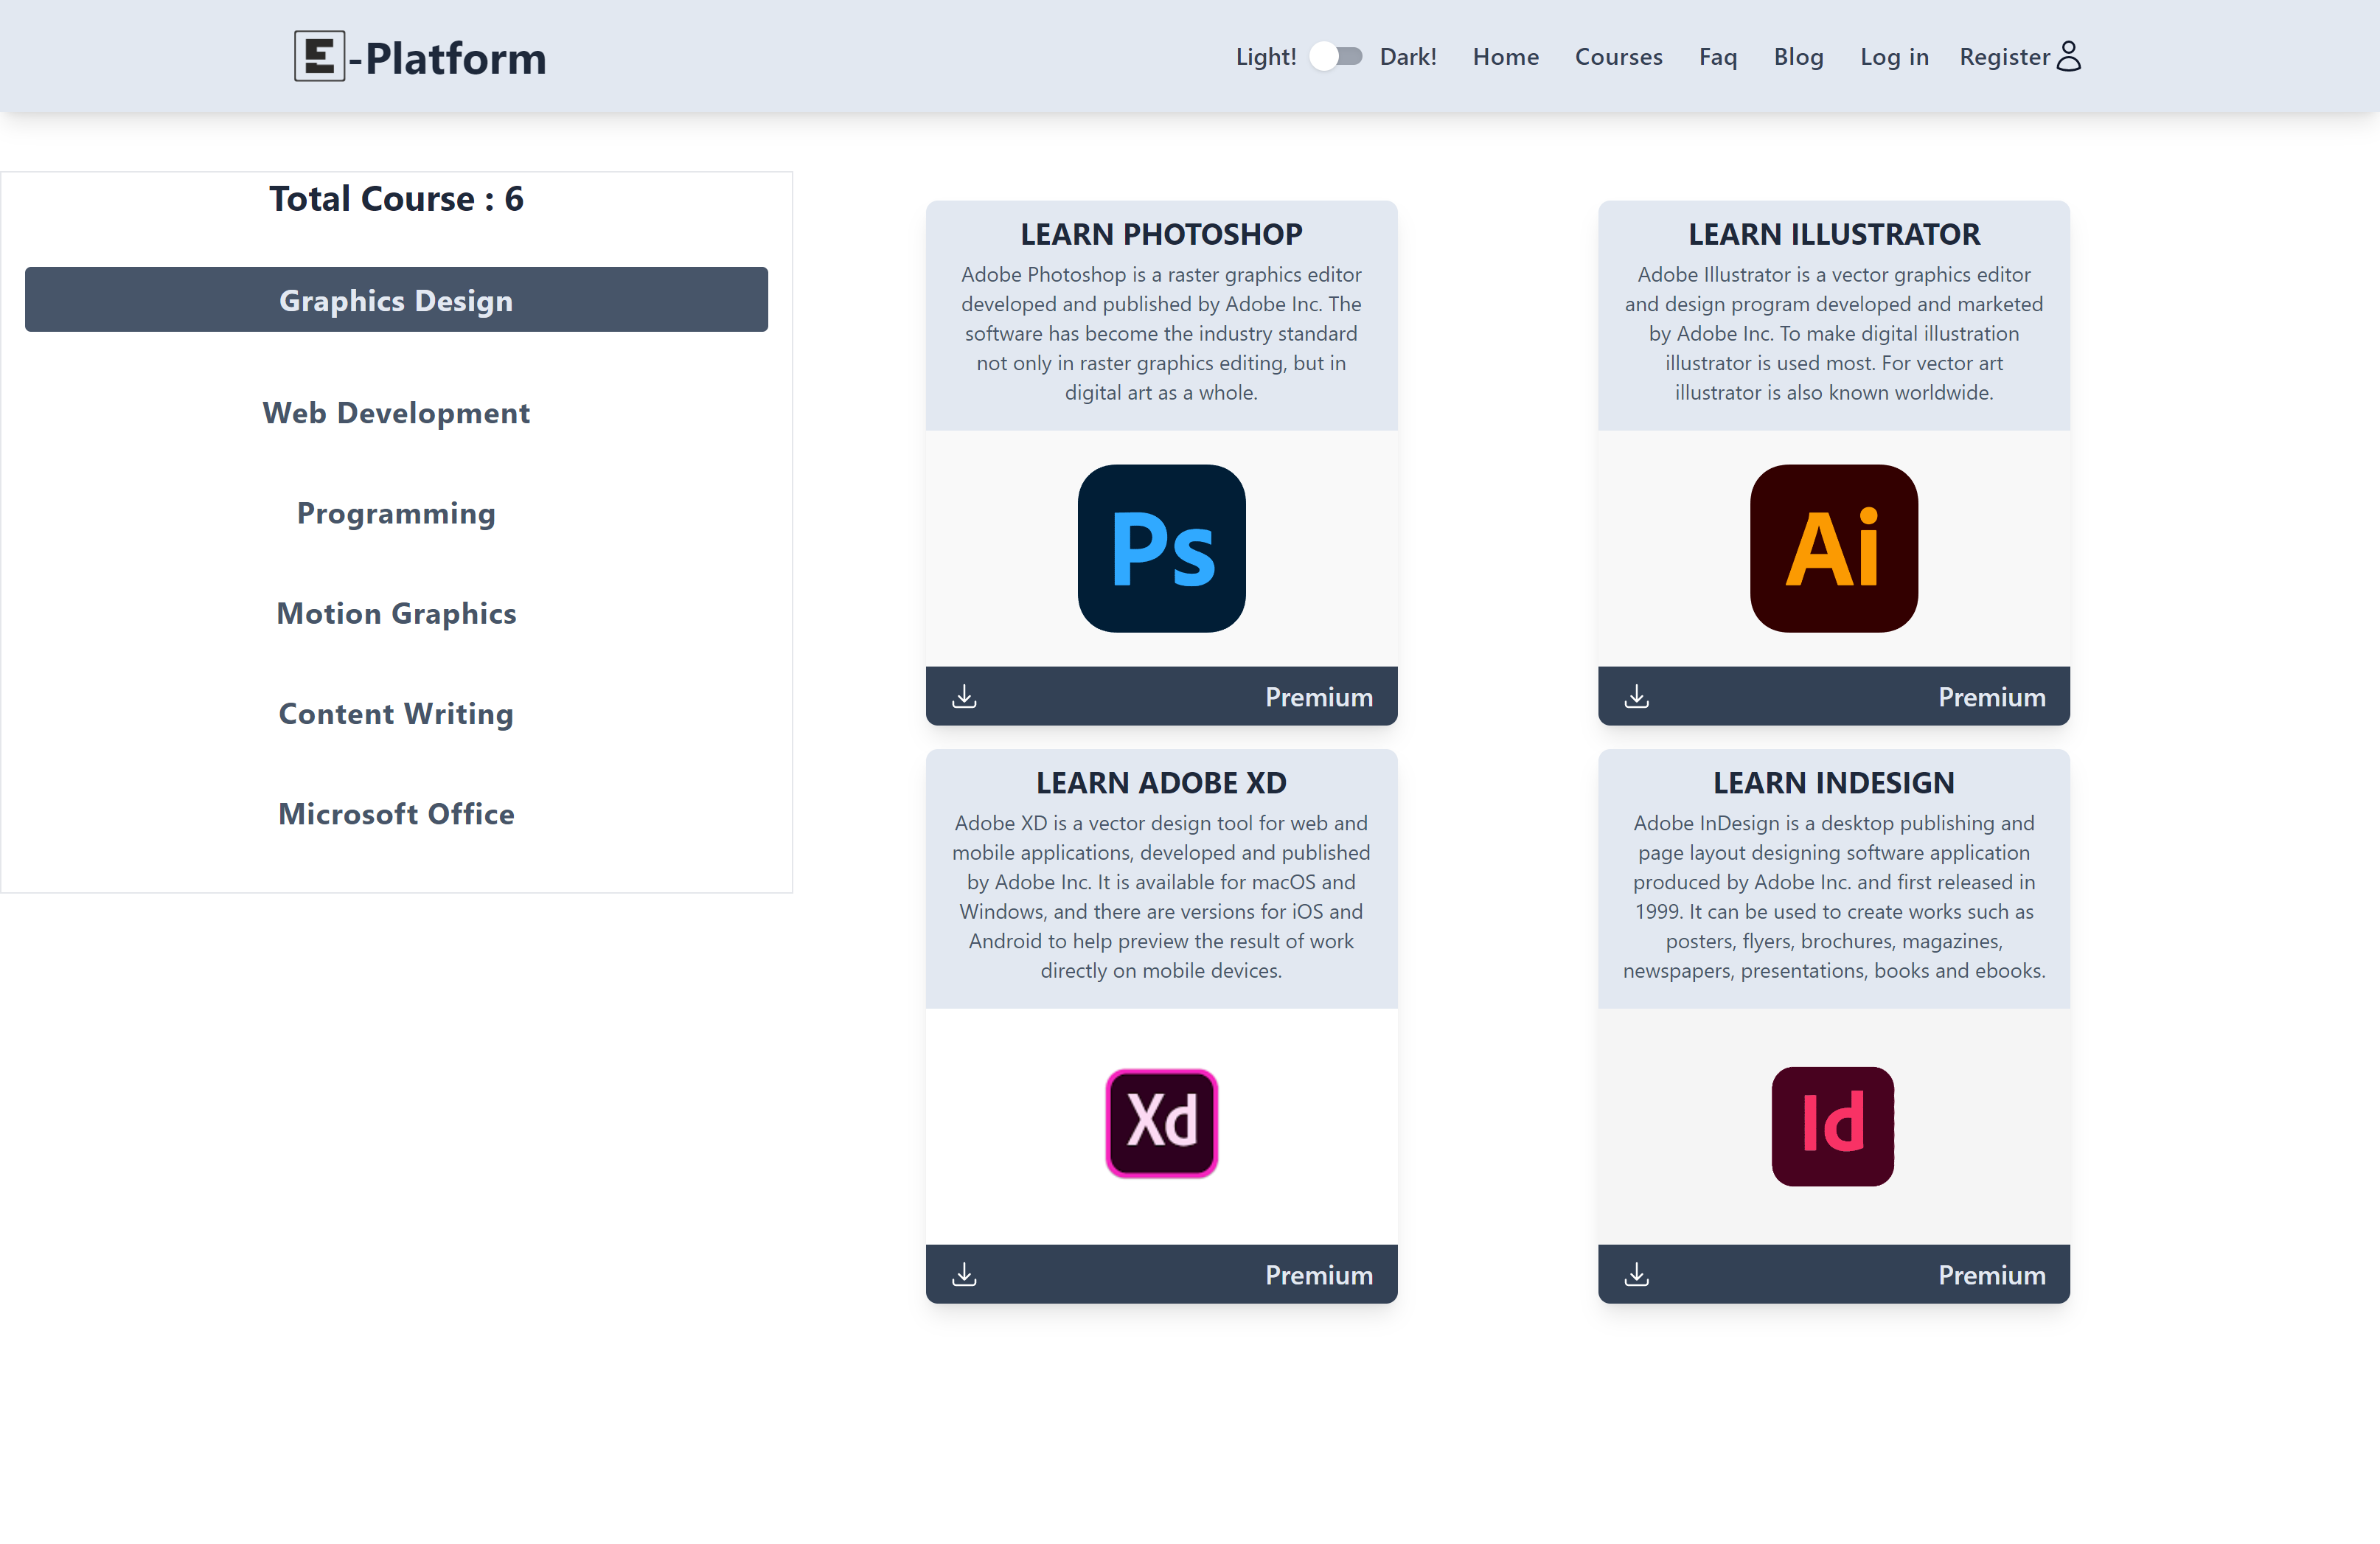 E-Platform
Light! Dark! Home Courses Faq Blog Log in Register
Total Course : 6
Graphics Design
Web Development
Programming
Motion Graphics
Content Writing
Microsoft Office
LEARN PHOTOSHOP
Adobe Photoshop is a raster graphics editor
developed and published by Adobe Inc. The
software has become the industry standard
not only in raster graphics editing, but in
digital art as a whole.
Ps
Premium
LEARN ILLUSTRATOR
Adobe Illustrator is a vector graphics editor
and design program developed and marketed
by Adobe Inc. To make digital illustration
illustrator is used most. For vector art
illustrator is also known worldwide.
Ai
Premium
LEARN ADOBE XD
Adobe XD is a vector design tool for web and
mobile applications, developed and published
by Adobe Inc. It is available for macOS and
Windows, and there are versions for iOS and
Android to help preview the result of work
directly on mobile devices.
Xd
Premium
LEARN INDESIGN
Adobe InDesign is a desktop publishing and
page layout designing software application
produced by Adobe Inc. and first released in
1999. It can be used to create works such as
posters, flyers, brochures, magazines,
newspapers, presentations, books and ebooks.
Id
Premium